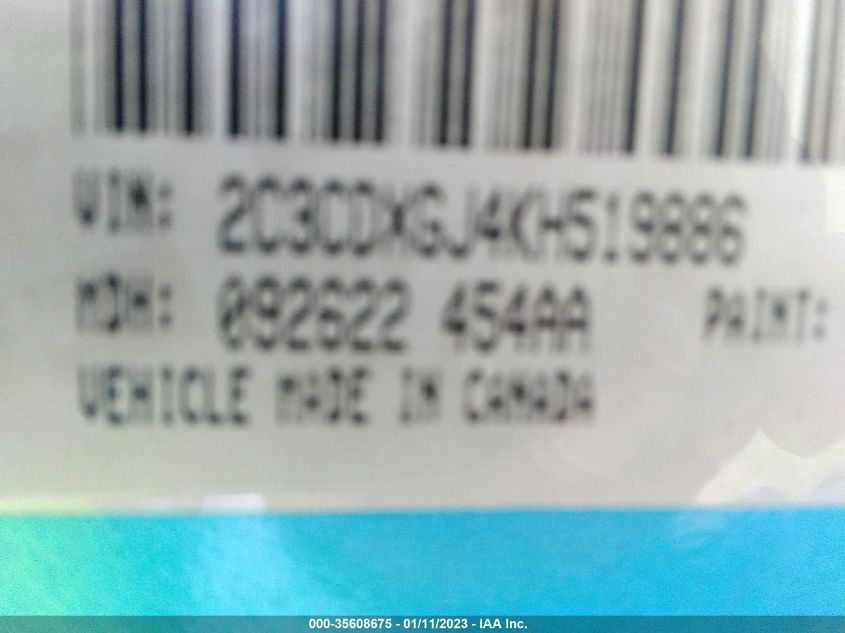 VIN: 2C3CDXGJ4KH519886
MDH: 092622 454AA PAINT:
VEHICLE MADE IN CANADA
000-35608675 - 01/11/2023 - IAA Inc.